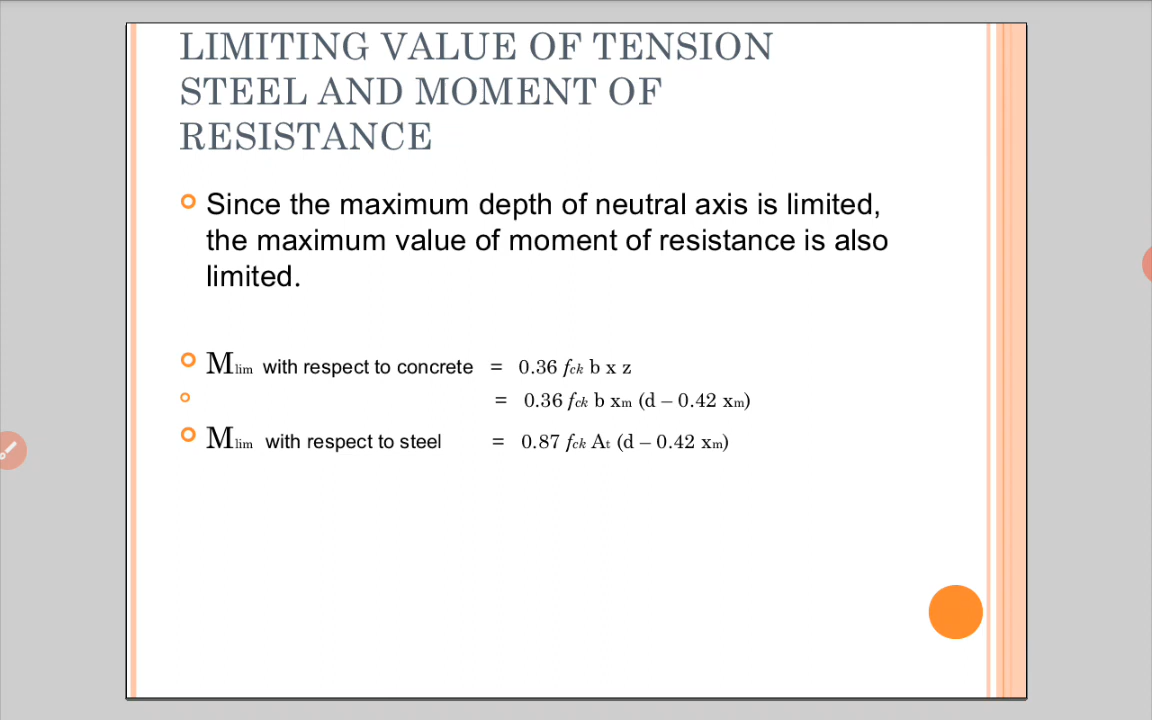 LIMITING VALUE OF TENSION
STEEL AND MOMENT OF
RESISTANCE
Since the maximum depth of neutral axis is limited,
the maximum value of moment of resistance is also
limited.
Mlim with respect to concrete = 0.36 fck b x z
= 0.36 fck b xm (d – 0.42 xm)
Mlim with respect to steel = 0.87 fck At (d – 0.42 xm)